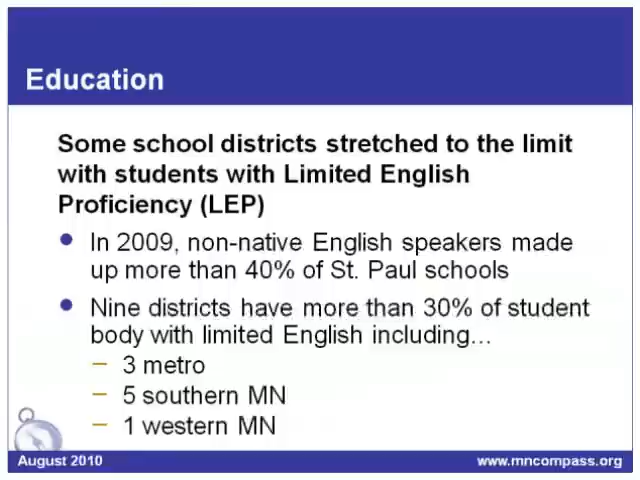 Education
Some school districts stretched to the limit
with students with Limited English
Proficiency (LEP)
• In 2009, non-native English speakers made
up more than 40% of St. Paul schools
• Nine districts have more than 30% of student
body with limited English including...
– 3 metro
– 5 southern MN
– 1 western MN
August 2010
www.mncompass.org